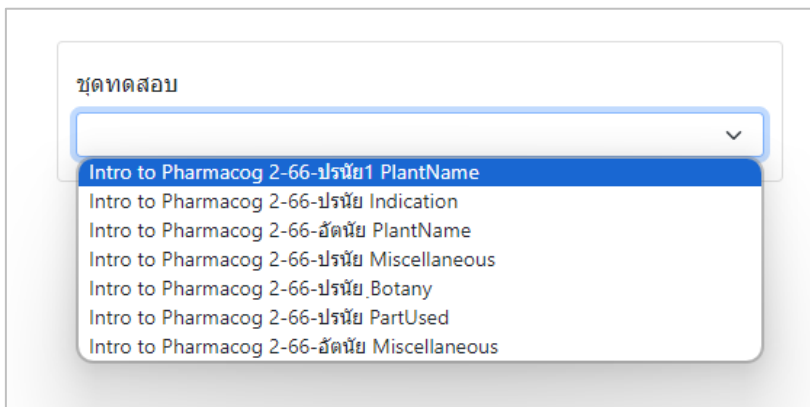 ชุดทดสอบ
Intro to Pharmacog 2-66-ปรนัย1 PlantName
Intro to Pharmacog 2-66-ปรนัย Indication
Intro to Pharmacog 2-66-อัตนัย PlantName
Intro to Pharmacog 2-66-ปรนัย Miscellaneous
Intro to Pharmacog 2-66-ปรนัย ฺBotany
Intro to Pharmacog 2-66-ปรนัย PartUsed
Intro to Pharmacog 2-66-อัตนัย Miscellaneous